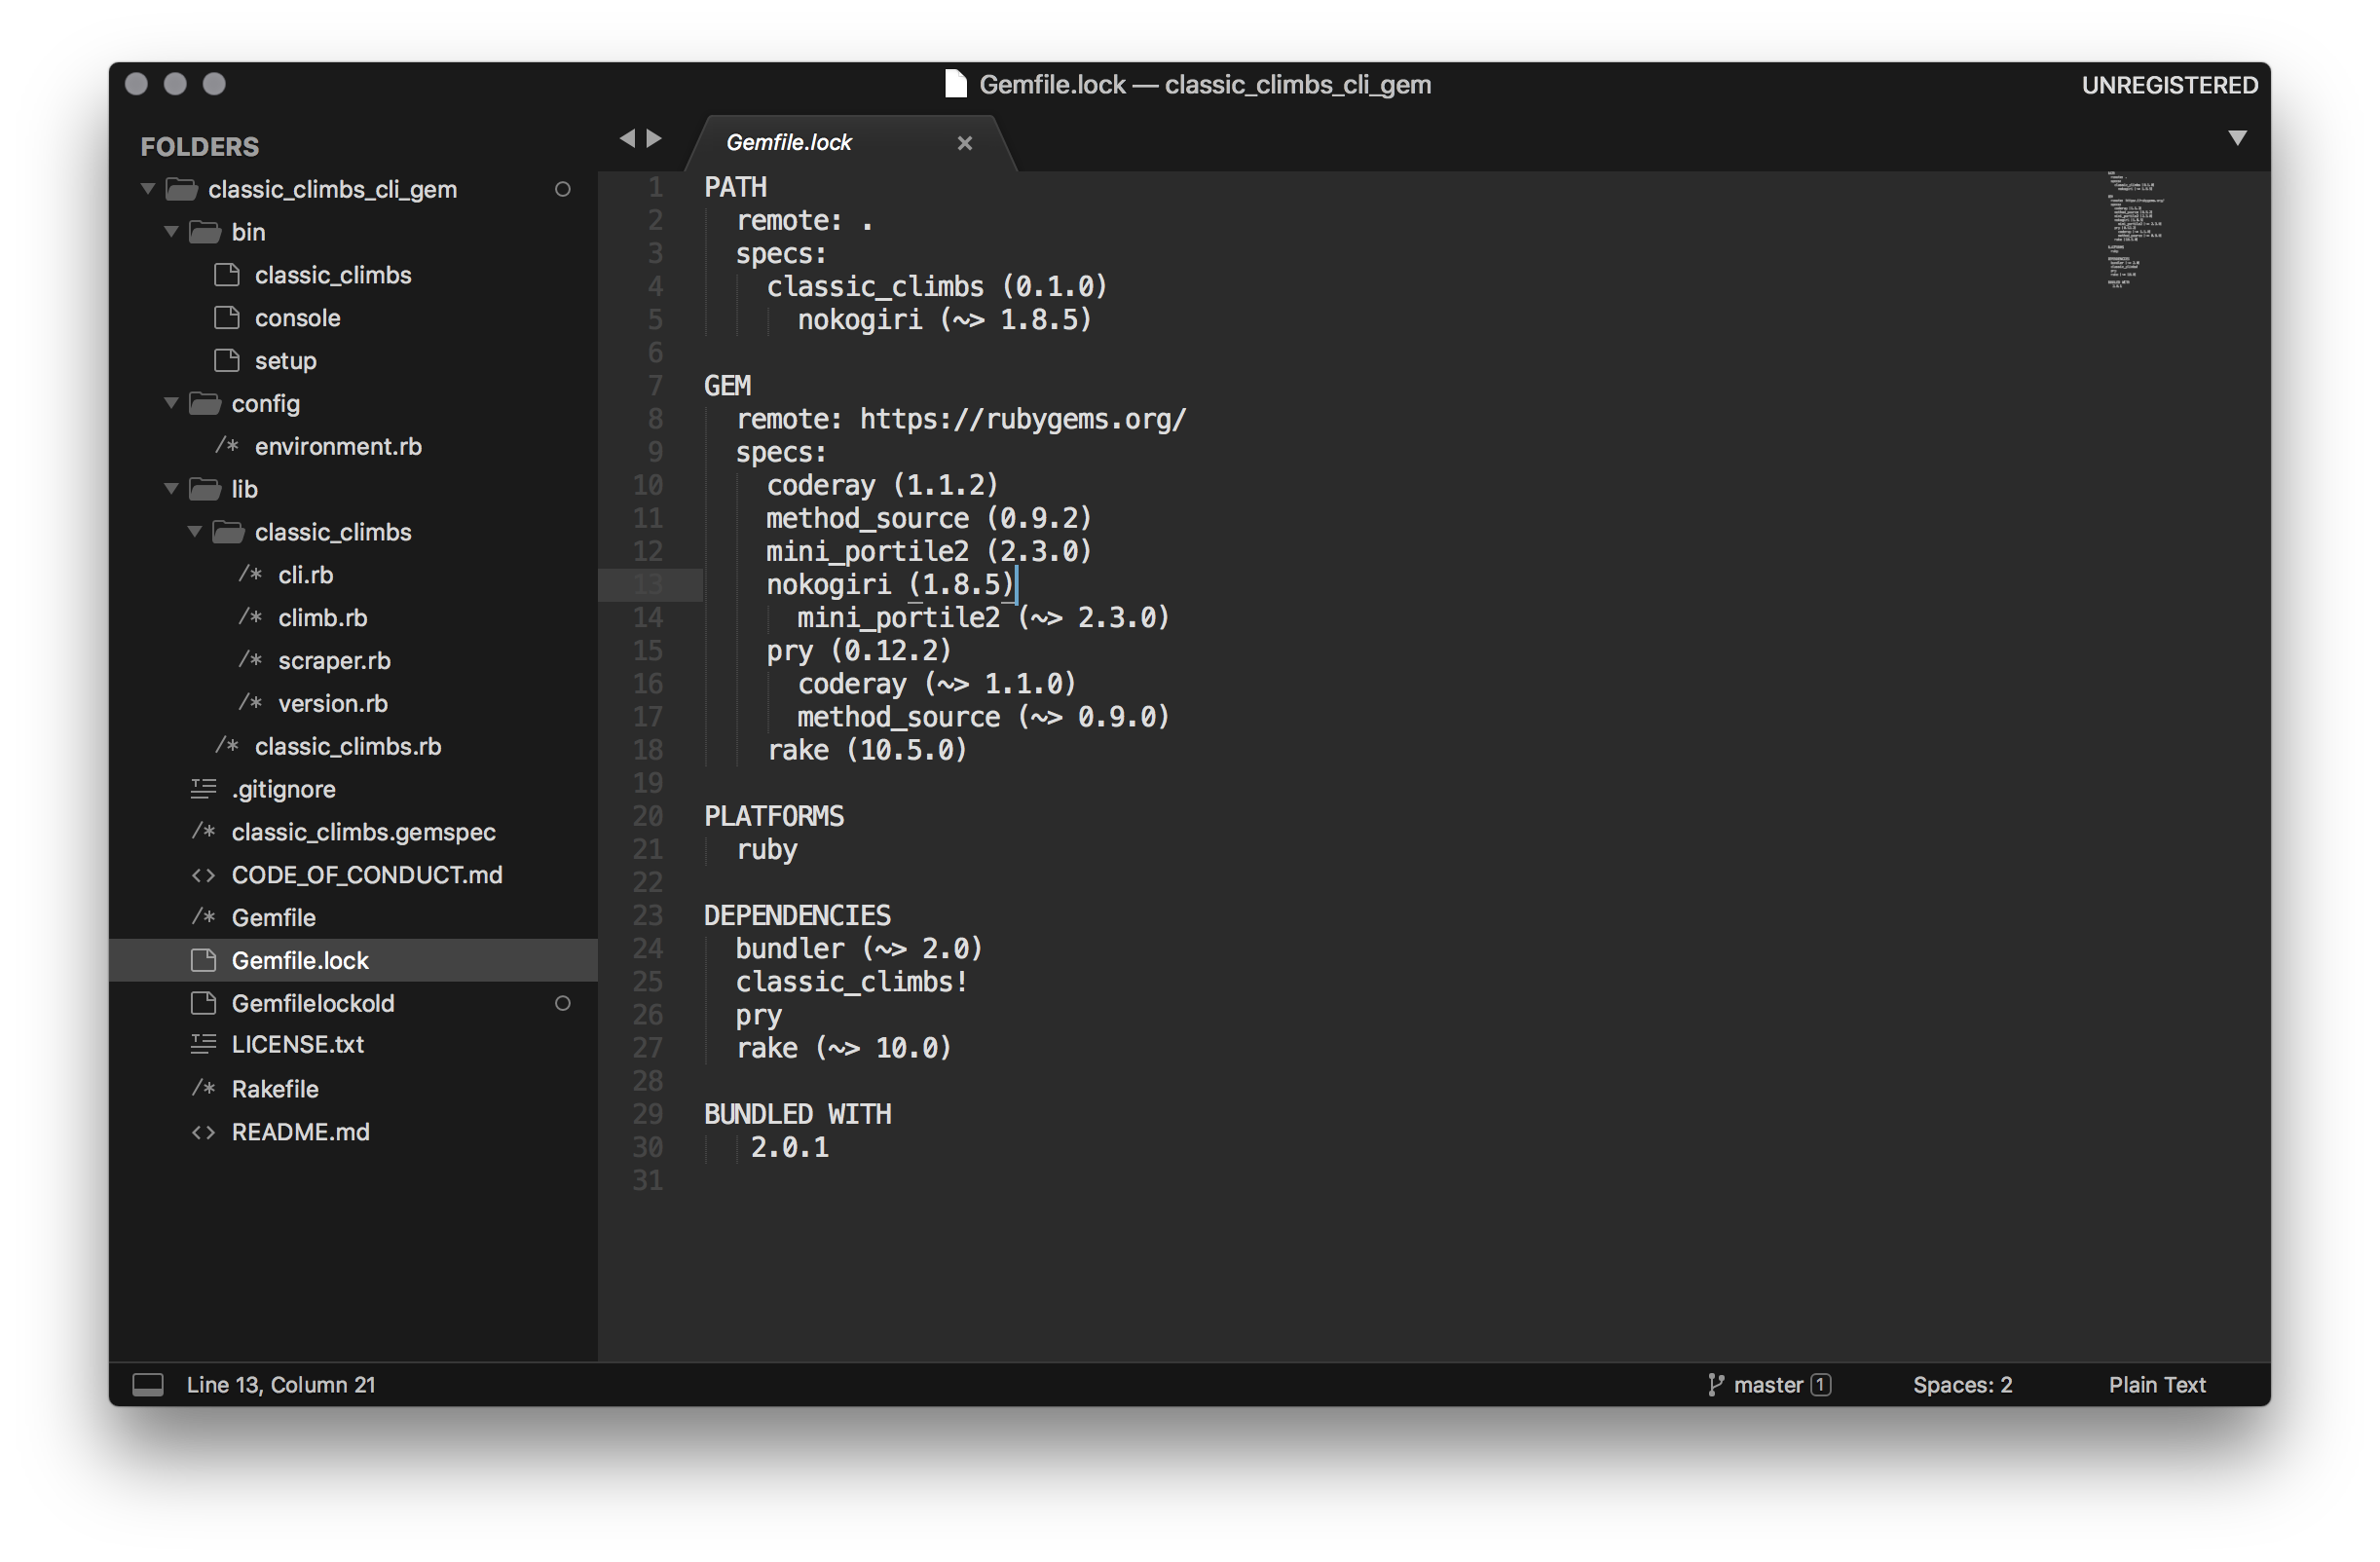 Gemfile.lock — classic_climbs_cli_gem
UNREGISTERED
FOLDERS
classic_climbs_cli_gem
bin
classic_climbs
console
setup
config
/* environment.rb
lib
classic_climbs
/* cli.rb
/* climb.rb
/* scraper.rb
/* version.rb
/* classic_climbs.rb
.gitignore
/* classic_climbs.gemspec
<> CODE_OF_CONDUCT.md
/* Gemfile
Gemfile.lock
Gemfilelockold
LICENSE.txt
/* Rakefile
<> README.md
Gemfile.lock ×
1 PATH
2   remote: .
3   specs:
4     classic_climbs (0.1.0)
5       nokogiri (~> 1.8.5)
6
7 GEM
8   remote: https://rubygems.org/
9   specs:
10     coderay (1.1.2)
11     method_source (0.9.2)
12     mini_portile2 (2.3.0)
13     nokogiri (1.8.5)
14       mini_portile2 (~> 2.3.0)
15     pry (0.12.2)
16       coderay (~> 1.1.0)
17       method_source (~> 0.9.0)
18     rake (10.5.0)
19
20 PLATFORMS
21   ruby
22
23 DEPENDENCIES
24   bundler (~> 2.0)
25   classic_climbs!
26   pry
27   rake (~> 10.0)
28
29 BUNDLED WITH
30    2.0.1
31
Line 13, Column 21
master 1
Spaces: 2
Plain Text